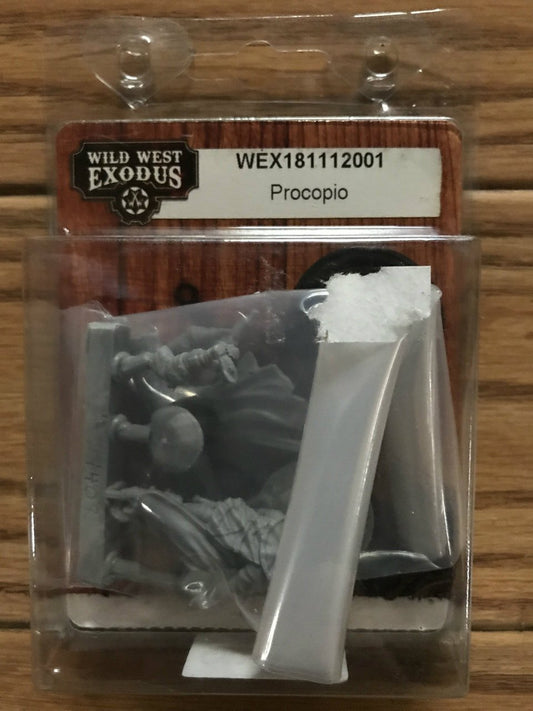 WILD WEST
EXODUS
WEX181112001
Procopio